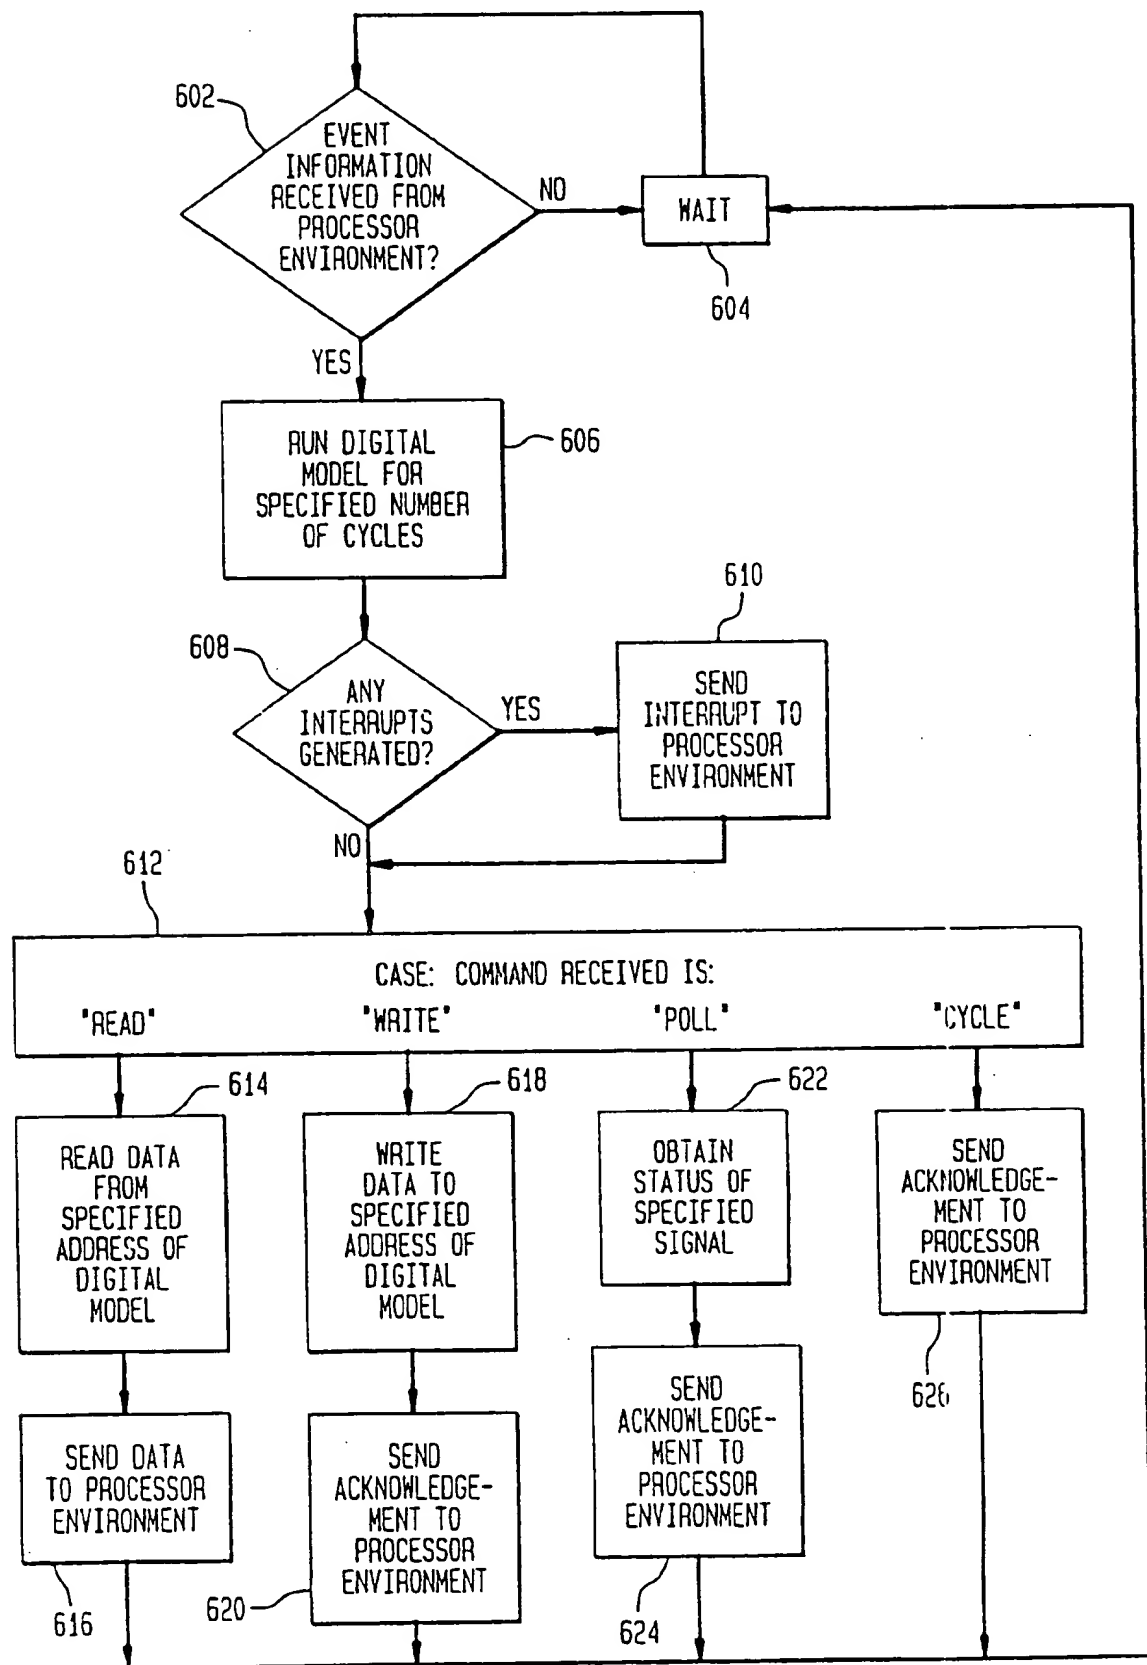 602
EVENT
INFORMATION
RECEIVED FROM
PROCESSOR
ENVIRONMENT?
NO
WAIT
604
YES
RUN DIGITAL
MODEL FOR
SPECIFIED NUMBER
OF CYCLES
606
608
ANY
INTERRUPTS
GENERATED?
YES
610
SEND
INTERRUPT TO
PROCESSOR
ENVIRONMENT
NO
612
CASE: COMMAND RECEIVED IS:
"READ" "WRITE" "POLL" "CYCLE"
614
READ DATA
FROM
SPECIFIED
ADDRESS OF
DIGITAL
MODEL
618
WRITE
DATA TO
SPECIFIED
ADDRESS OF
DIGITAL
MODEL
622
OBTAIN
STATUS OF
SPECIFIED
SIGNAL
SEND
ACKNOWLEDGE-
MENT TO
PROCESSOR
ENVIRONMENT
626
SEND DATA
TO PROCESSOR
ENVIRONMENT
616
SEND
ACKNOWLEDGE-
MENT TO
PROCESSOR
ENVIRONMENT
620
SEND
ACKNOWLEDGE-
MENT TO
PROCESSOR
ENVIRONMENT
624